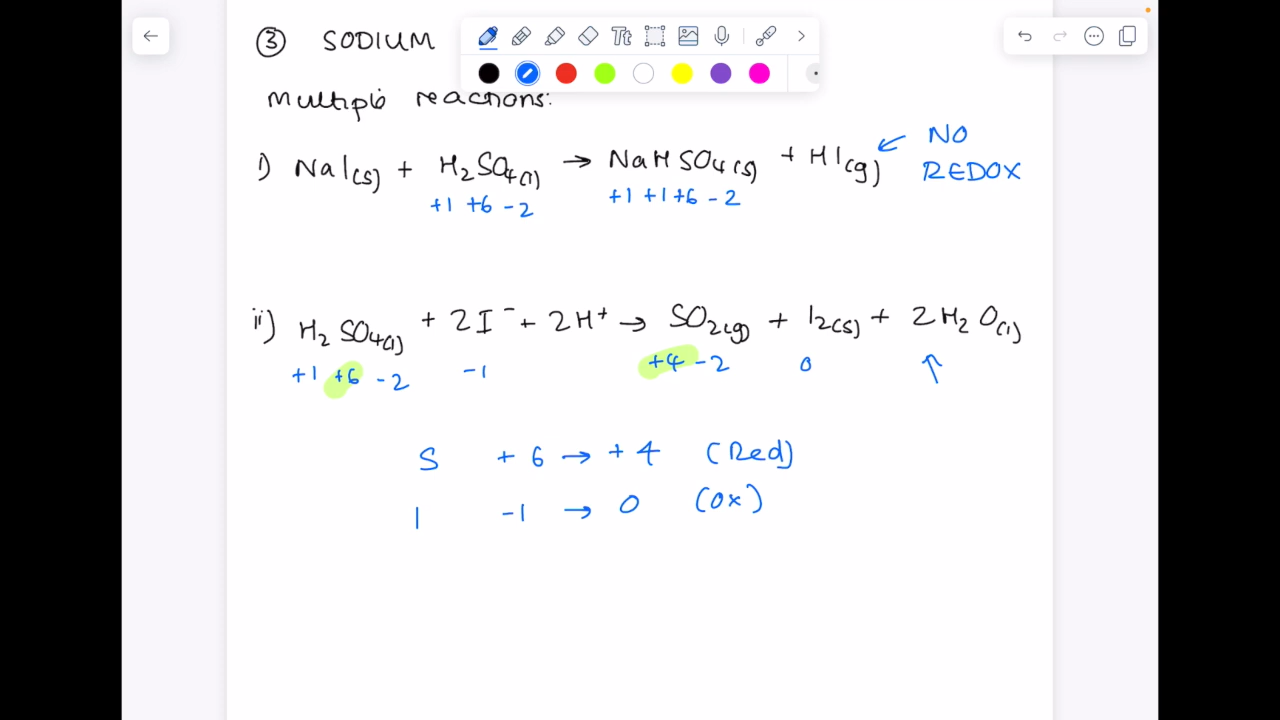 ③ SODIUM
Tt
multiple reactions:
i) NaI(s) + H2SO4(l) → NaHSO4(s) + HI(g) ← NO REDOX
+1 +6 -2 +1 +1 +6 -2
ii) H2SO4(l) + 2I⁻ + 2H⁺ → SO2(g) + I2(s) + 2H2O(l)
+1 +6 -2 -1 +4 -2 0 ↑
S +6 → +4 (Red)
I -1 → 0 (Ox)